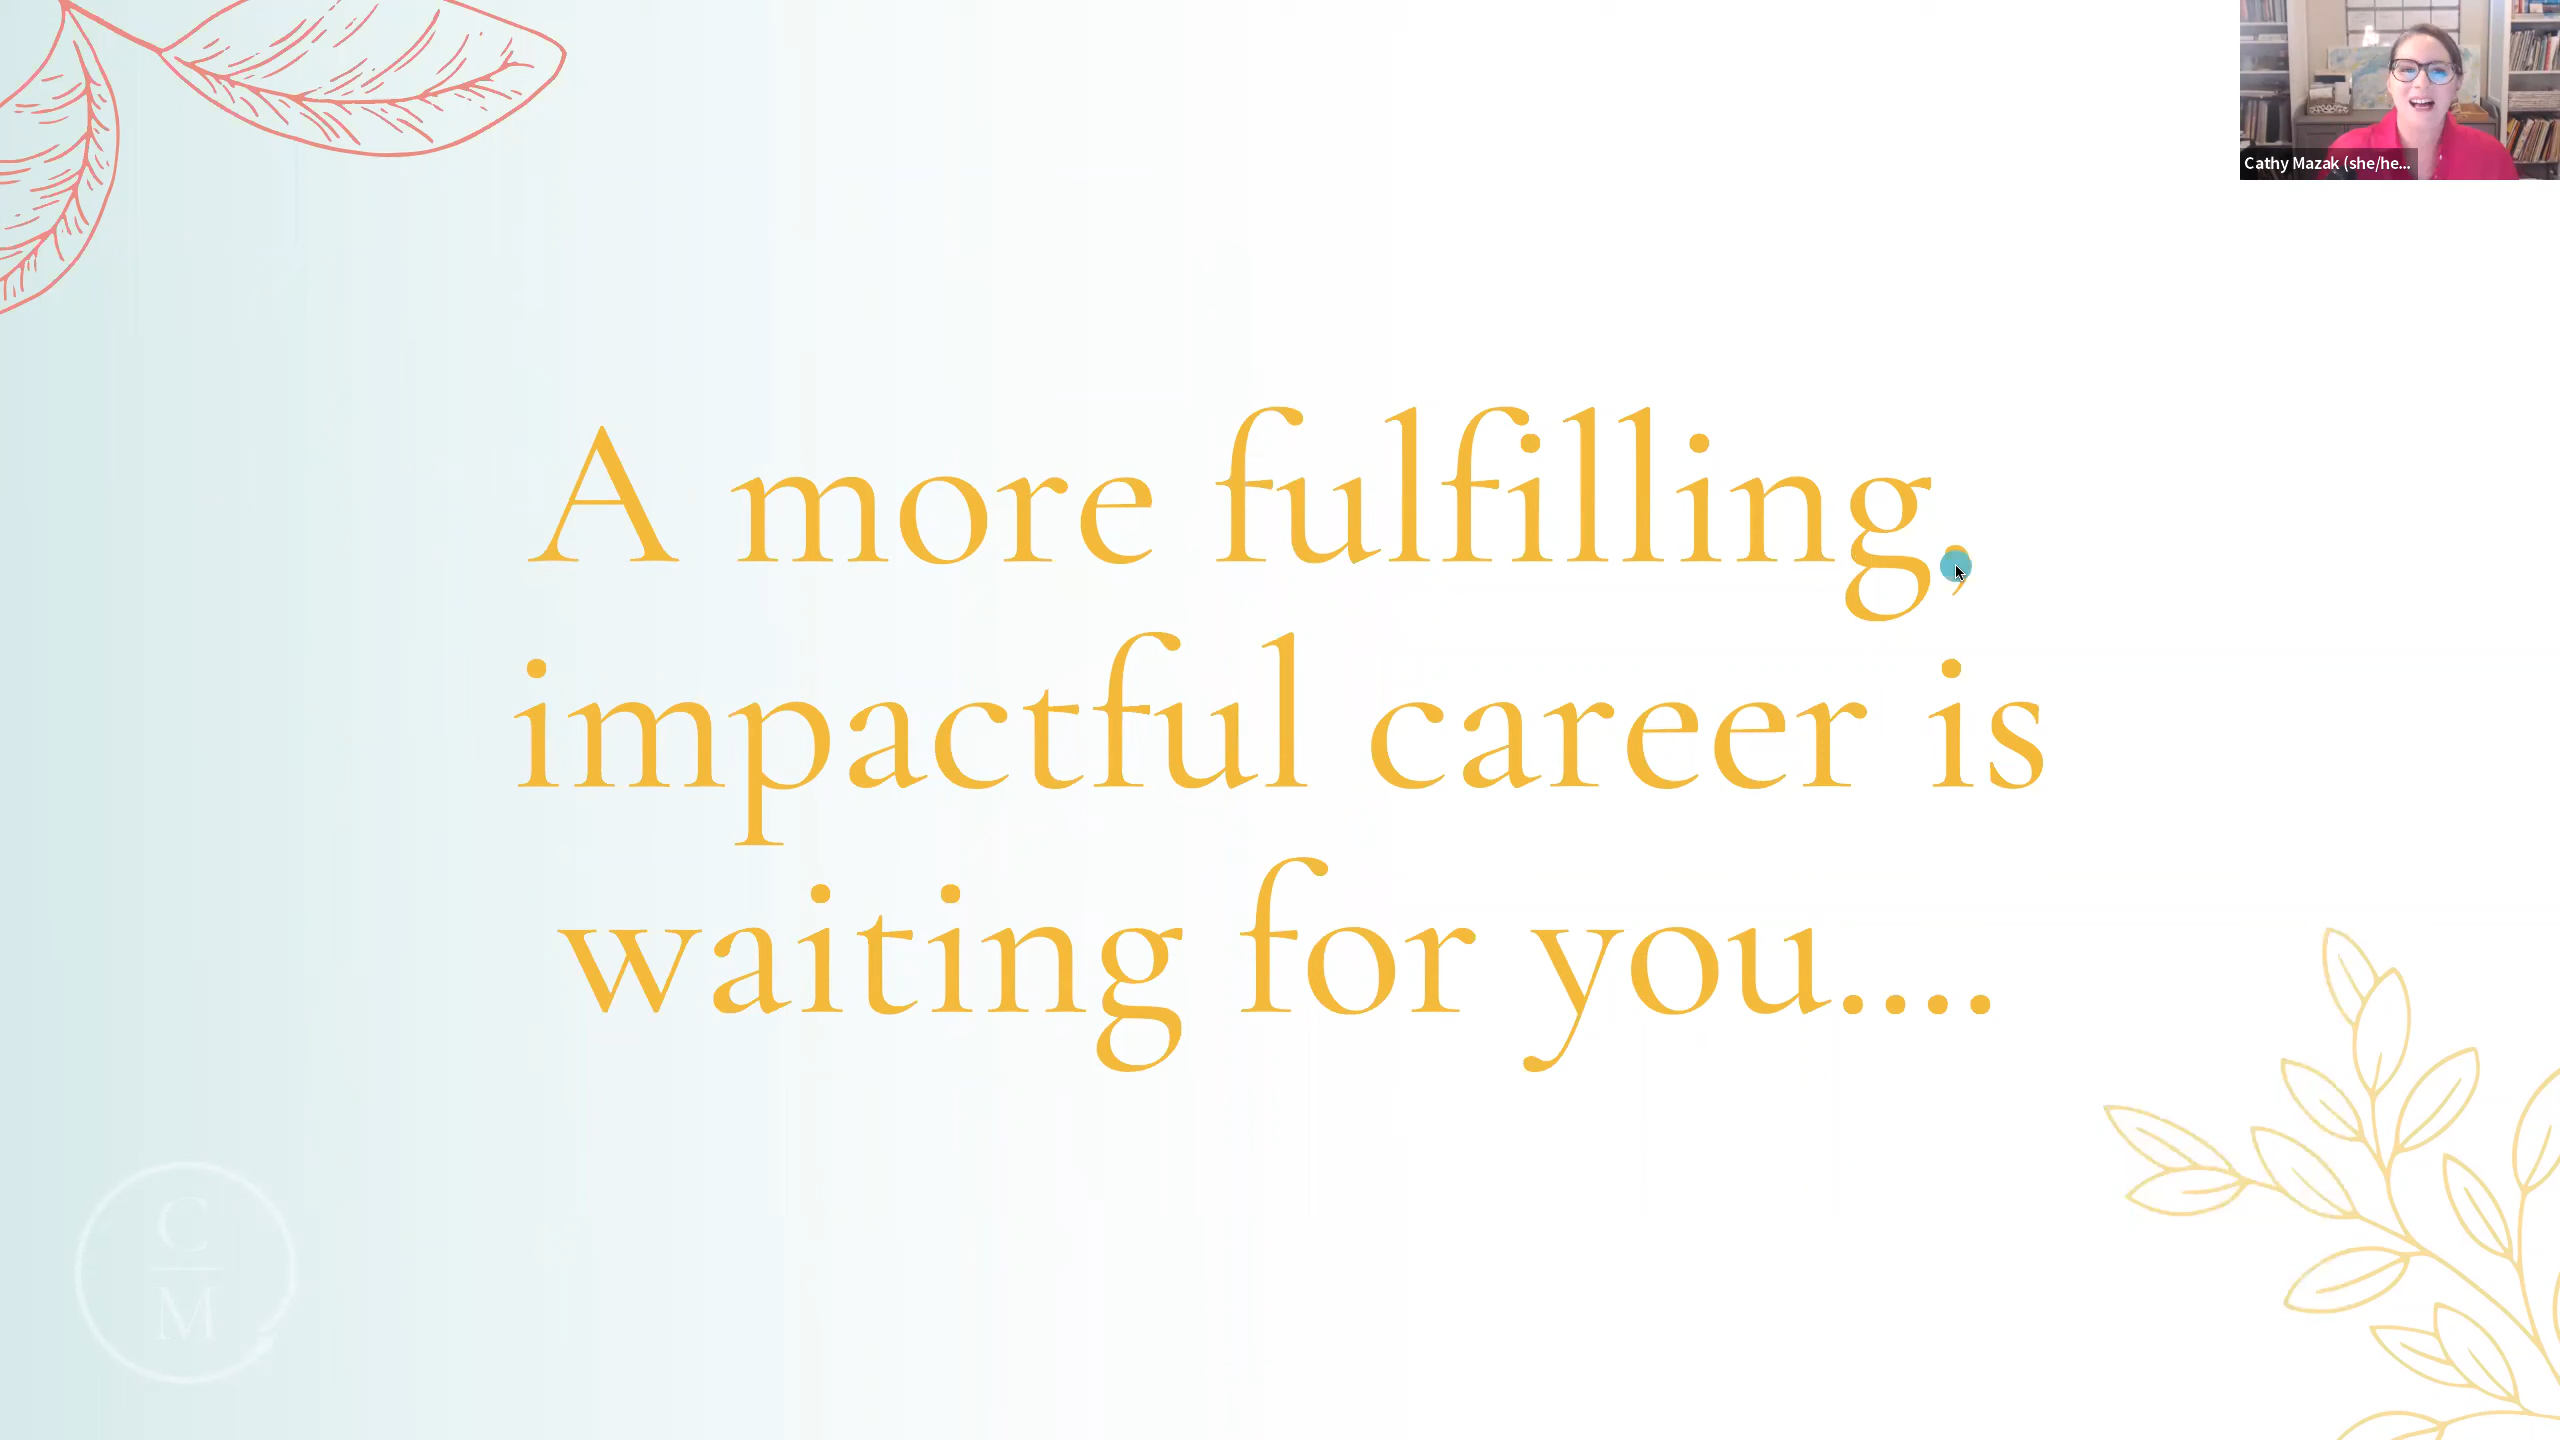 Cathy Mazak (she/he...
A more fulfilling,
impactful career is
waiting for you....
C
M